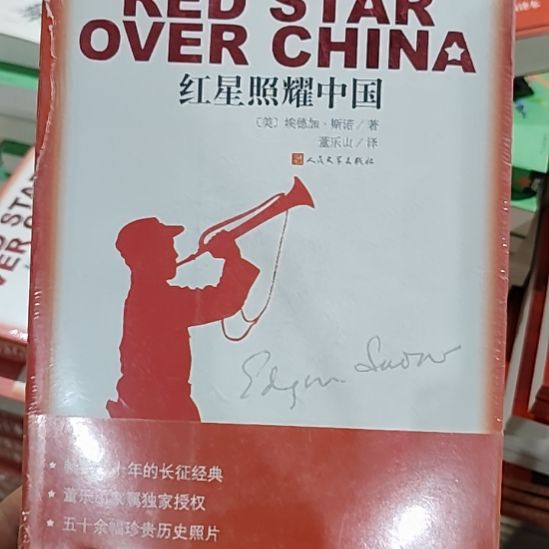 RED STAR
OVER CHINA
红星照耀中国
〔美〕埃德加·斯诺／著
董乐山／译
人民文学出版社
Edgar Snow
十年的长征经典
董乐 家属独家授权
五十余幅珍贵历史照片